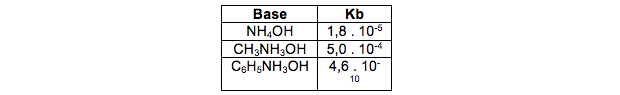 Base Kb
NH₄OH 1,8 . 10⁻⁵
CH₃NH₃OH 5,0 . 10⁻⁴
C₆H₅NH₃OH 4,6 . 10⁻
¹⁰